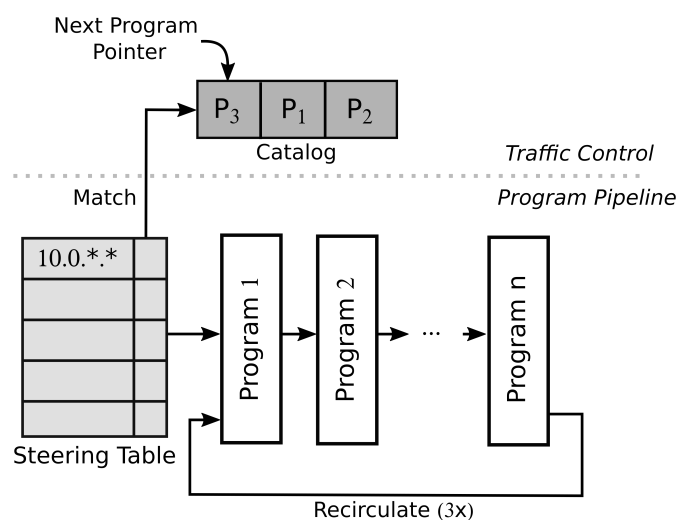 Next Program
Pointer
P3 P1 P2
Catalog
Traffic Control
Match
Program Pipeline
10.0.*.*
Program 1
Program 2
...
Program n
Steering Table
Recirculate (3x)